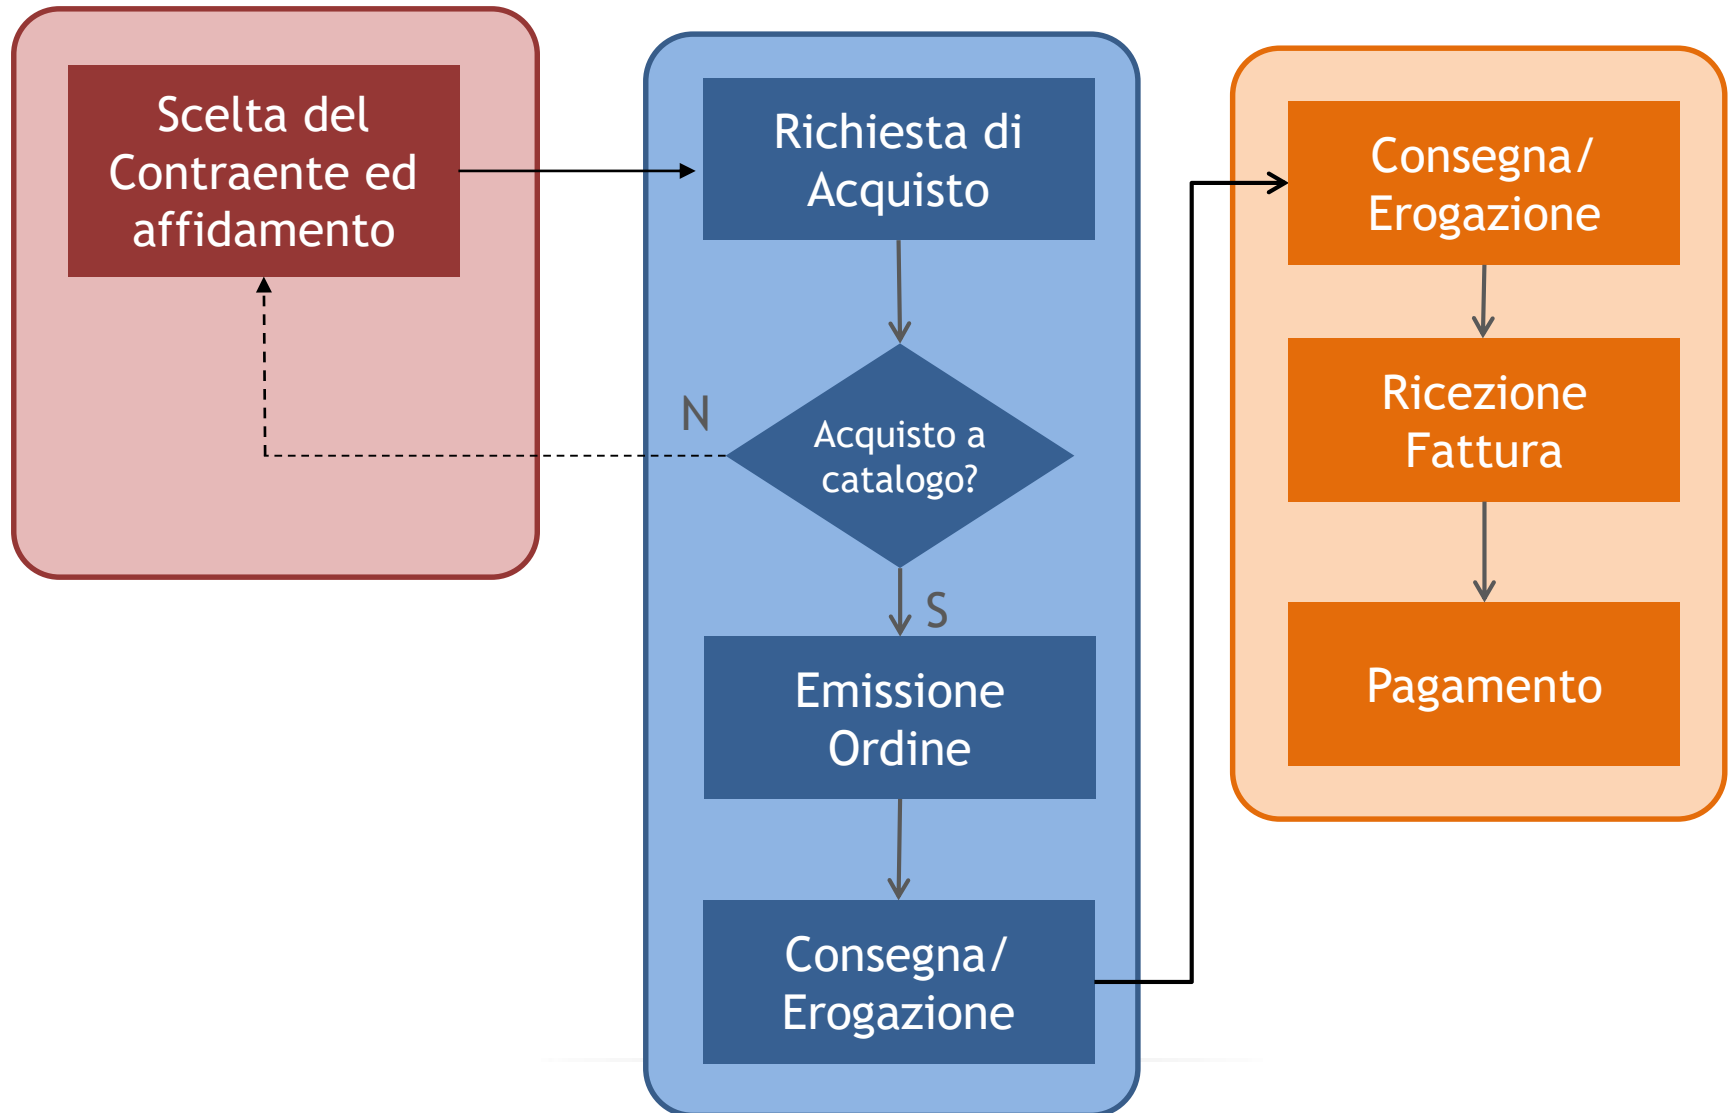 Scelta del
Contraente ed
affidamento
Richiesta di
Acquisto
N
Acquisto a
catalogo?
S
Emissione
Ordine
Consegna/
Erogazione
Consegna/
Erogazione
Ricezione
Fattura
Pagamento